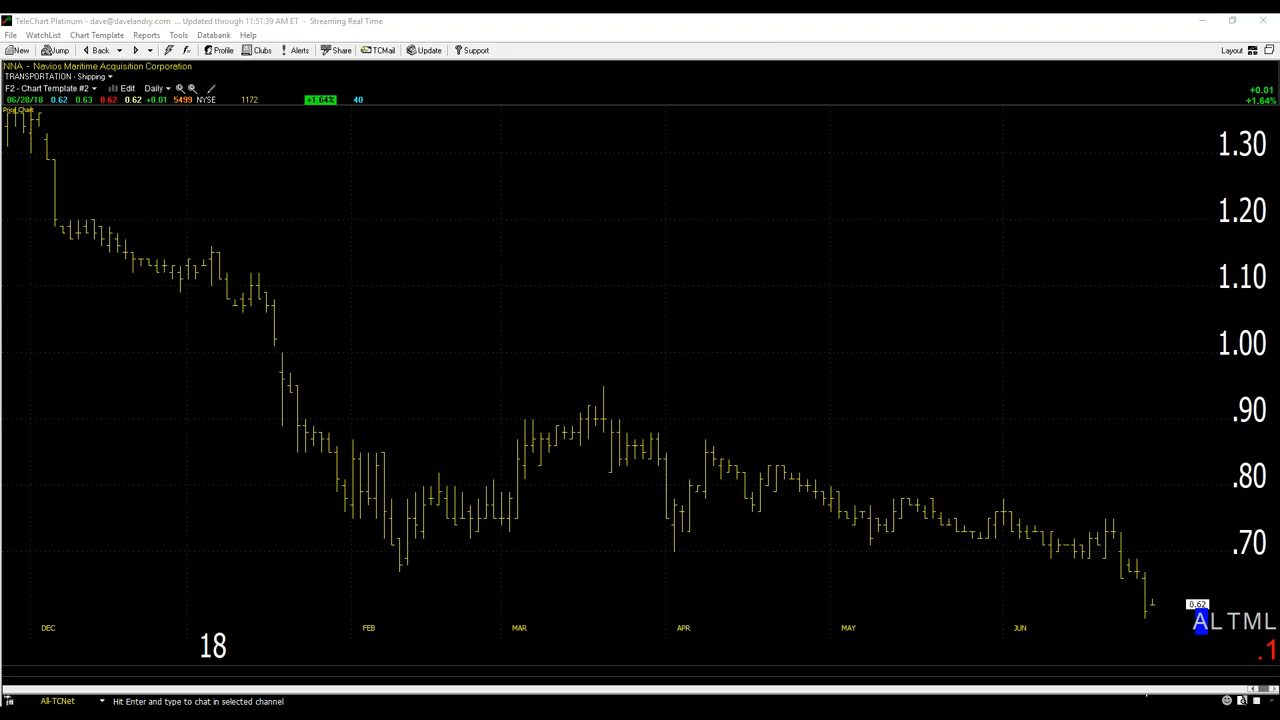 TeleChart Platinum - dave@davelandry.com ... Updated through 11:51:39 AM ET - Streaming Real Time
File WatchList Chart Template Reports Tools Databank Help
New Jump Back Profile Clubs Alerts Share TCMail Update Support Layout
NNA - Navios Maritime Acquisition Corporation
TRANSPORTATION - Shipping
F2 - Chart Template #2 Edit Daily
+0.01
06/28/18 0.62 0.63 0.62 0.62 +0.01 5499 NYSE 1172 +1.64% 40 +1.64%
Price Chart
1.30
1.20
1.10
1.00
.90
.80
.70
0.62
ALTML
DEC FEB MAR APR MAY JUN
18
.1
All-TCNet Hit Enter and type to chat in selected channel